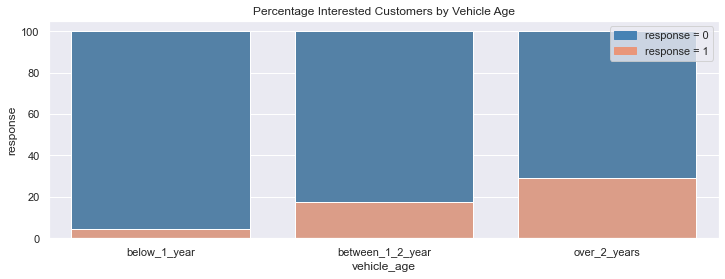 Percentage Interested Customers by Vehicle Age
response = 0
response = 1
response
100
80
60
40
20
0
below_1_year
between_1_2_year
over_2_years
vehicle_age